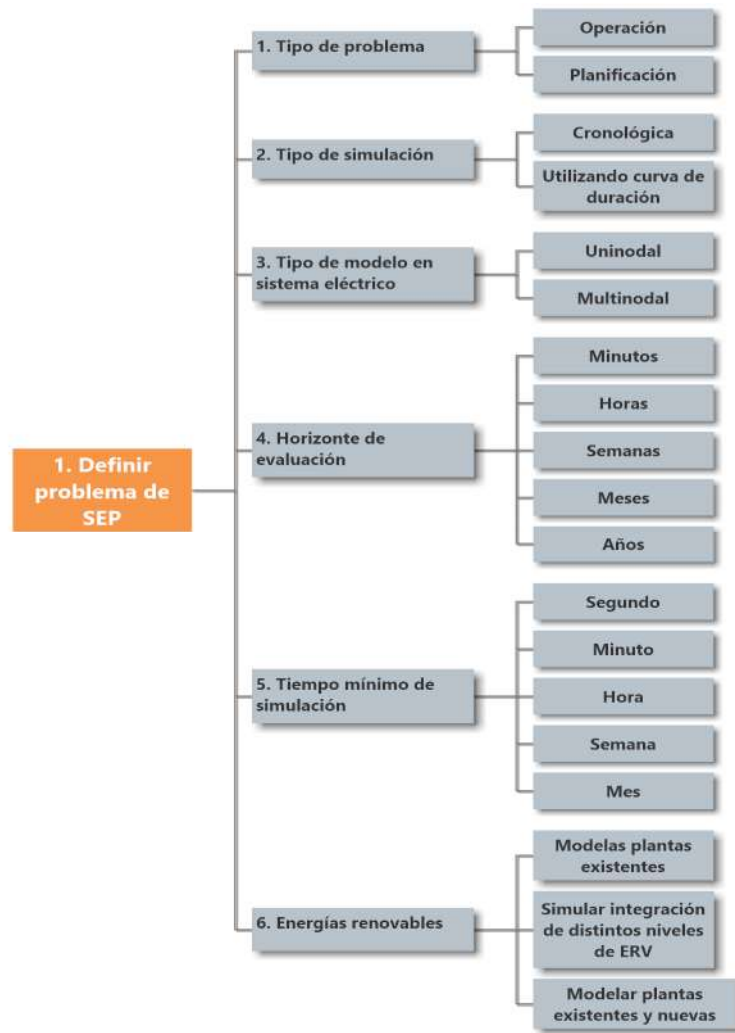 1. Definir
problema de
SEP
1. Tipo de problema
Operación
Planificación
2. Tipo de simulación
Cronológica
Utilizando curva de
duración
3. Tipo de modelo en
sistema eléctrico
Uninodal
Multinodal
4. Horizonte de
evaluación
Minutos
Horas
Semanas
Meses
Años
5. Tiempo mínimo de
simulación
Segundo
Minuto
Hora
Semana
Mes
6. Energías renovables
Modelas plantas
existentes
Simular integración
de distintos niveles
de ERV
Modelar plantas
existentes y nuevas